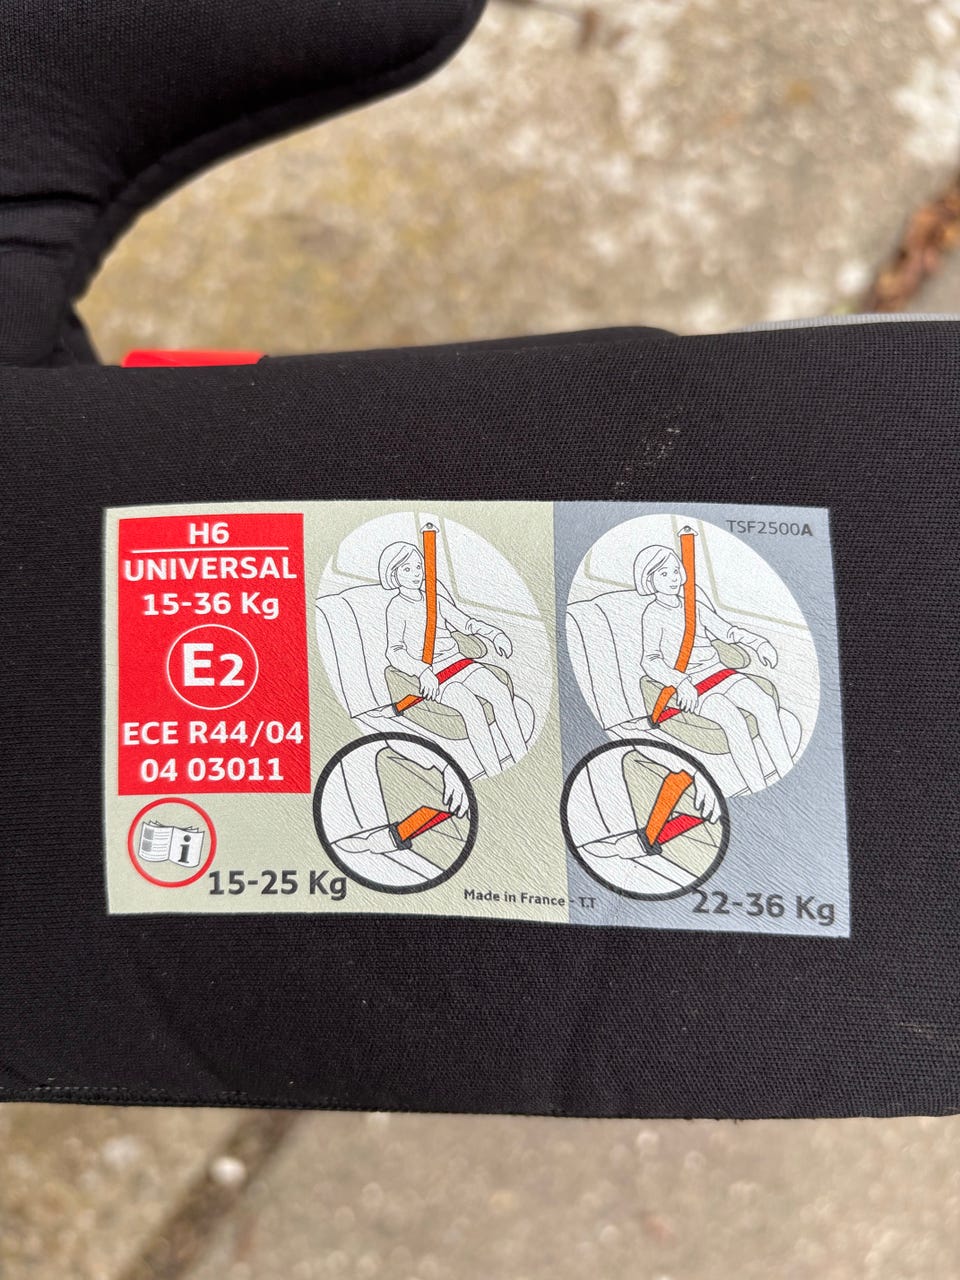 H6
UNIVERSAL
15-36 Kg
E2
ECE R44/04
04 03011
i
15-25 Kg
Made in France - T.T
TSF2500A
22-36 Kg